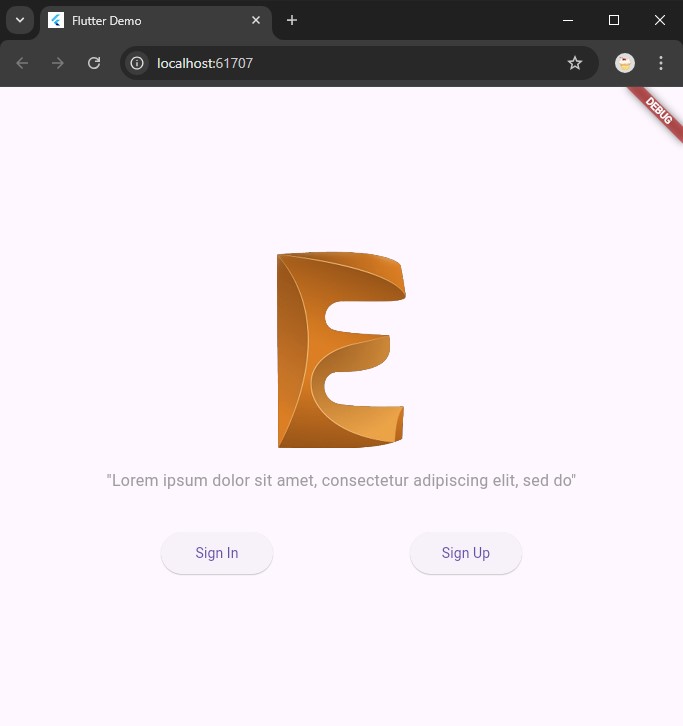 Flutter Demo
localhost:61707
DEBUG
E
"Lorem ipsum dolor sit amet, consectetur adipiscing elit, sed do"
Sign In
Sign Up